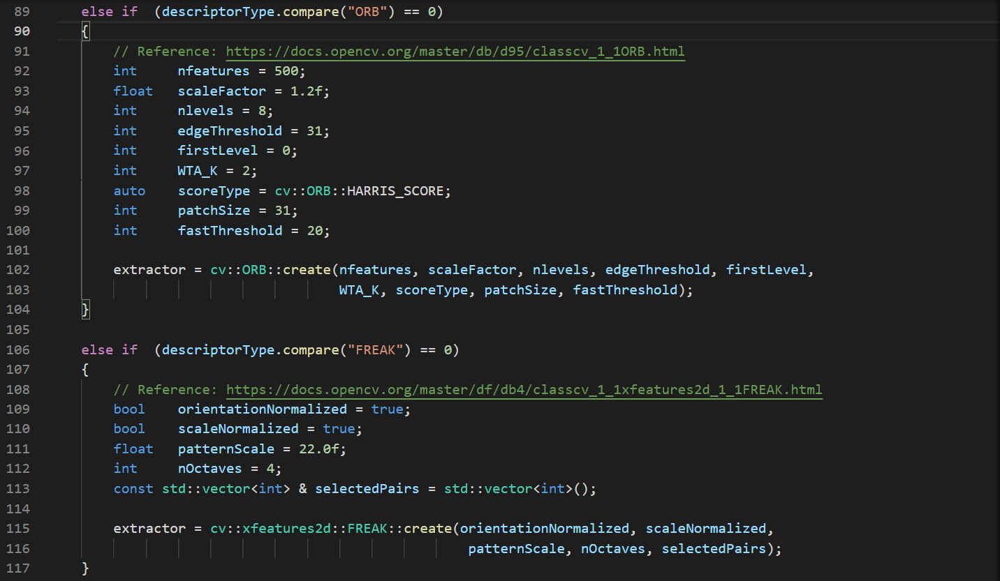 89 else if (descriptorType.compare("ORB") == 0)
90 {
91 // Reference: https://docs.opencv.org/master/db/d95/classcv_1_1ORB.html
92 int nfeatures = 500;
93 float scaleFactor = 1.2f;
94 int nlevels = 8;
95 int edgeThreshold = 31;
96 int firstLevel = 0;
97 int WTA_K = 2;
98 auto scoreType = cv::ORB::HARRIS_SCORE;
99 int patchSize = 31;
100 int fastThreshold = 20;
101
102 extractor = cv::ORB::create(nfeatures, scaleFactor, nlevels, edgeThreshold, firstLevel,
103 WTA_K, scoreType, patchSize, fastThreshold);
104 }
105
106 else if (descriptorType.compare("FREAK") == 0)
107 {
108 // Reference: https://docs.opencv.org/master/df/db4/classcv_1_1xfeatures2d_1_1FREAK.html
109 bool orientationNormalized = true;
110 bool scaleNormalized = true;
111 float patternScale = 22.0f;
112 int nOctaves = 4;
113 const std::vector<int> & selectedPairs = std::vector<int>();
114
115 extractor = cv::xfeatures2d::FREAK::create(orientationNormalized, scaleNormalized,
116 patternScale, nOctaves, selectedPairs);
117 }